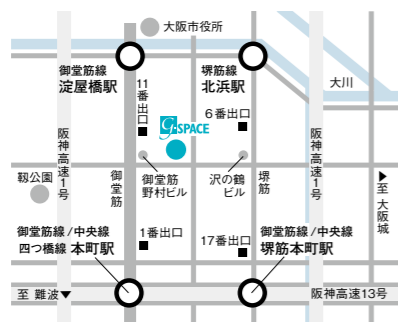 大阪市役所
御堂筋線
淀屋橋駅
堺筋線
北浜駅
大川
11番出口
6番出口
G-SPACE
阪神高速1号
阪神高速1号
靱公園
御堂筋
御堂筋
野村ビル
沢の鶴
ビル
堺筋
▶至 大阪城
御堂筋線/中央線
四つ橋線 本町駅
1番出口
17番出口
御堂筋線/中央線
堺筋本町駅
至 難波▼
阪神高速13号